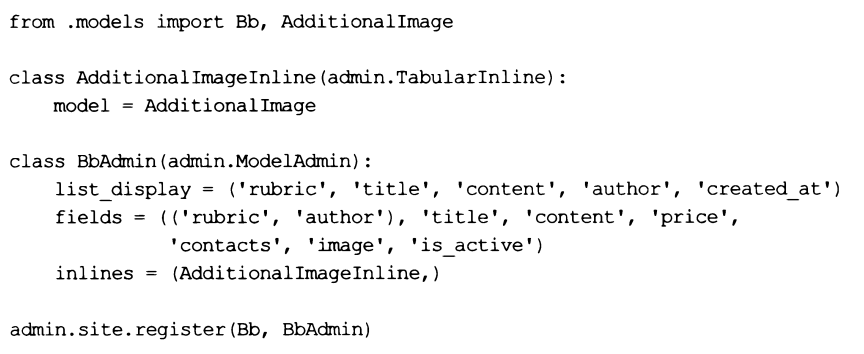 from .models import Bb, AdditionalImage

class AdditionalImageInline(admin.TabularInline):
    model = AdditionalImage

class BbAdmin(admin.ModelAdmin):
    list_display = ('rubric', 'title', 'content', 'author', 'created_at')
    fields = (('rubric', 'author'), 'title', 'content', 'price',
              'contacts', 'image', 'is_active')
    inlines = (AdditionalImageInline,)

admin.site.register(Bb, BbAdmin)